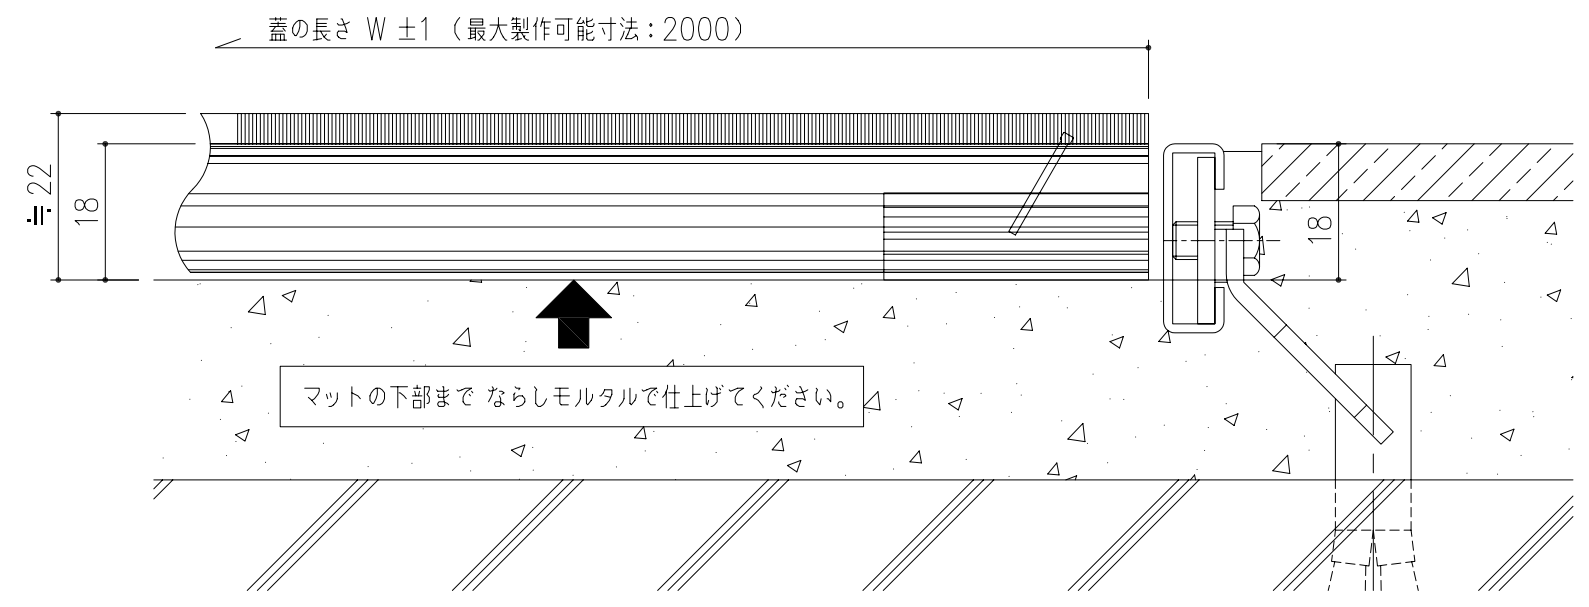 蓋の長さ W ±1 （最大製作可能寸法：2000）
≒22
18
18
マットの下部まで ならしモルタルで仕上げてください。